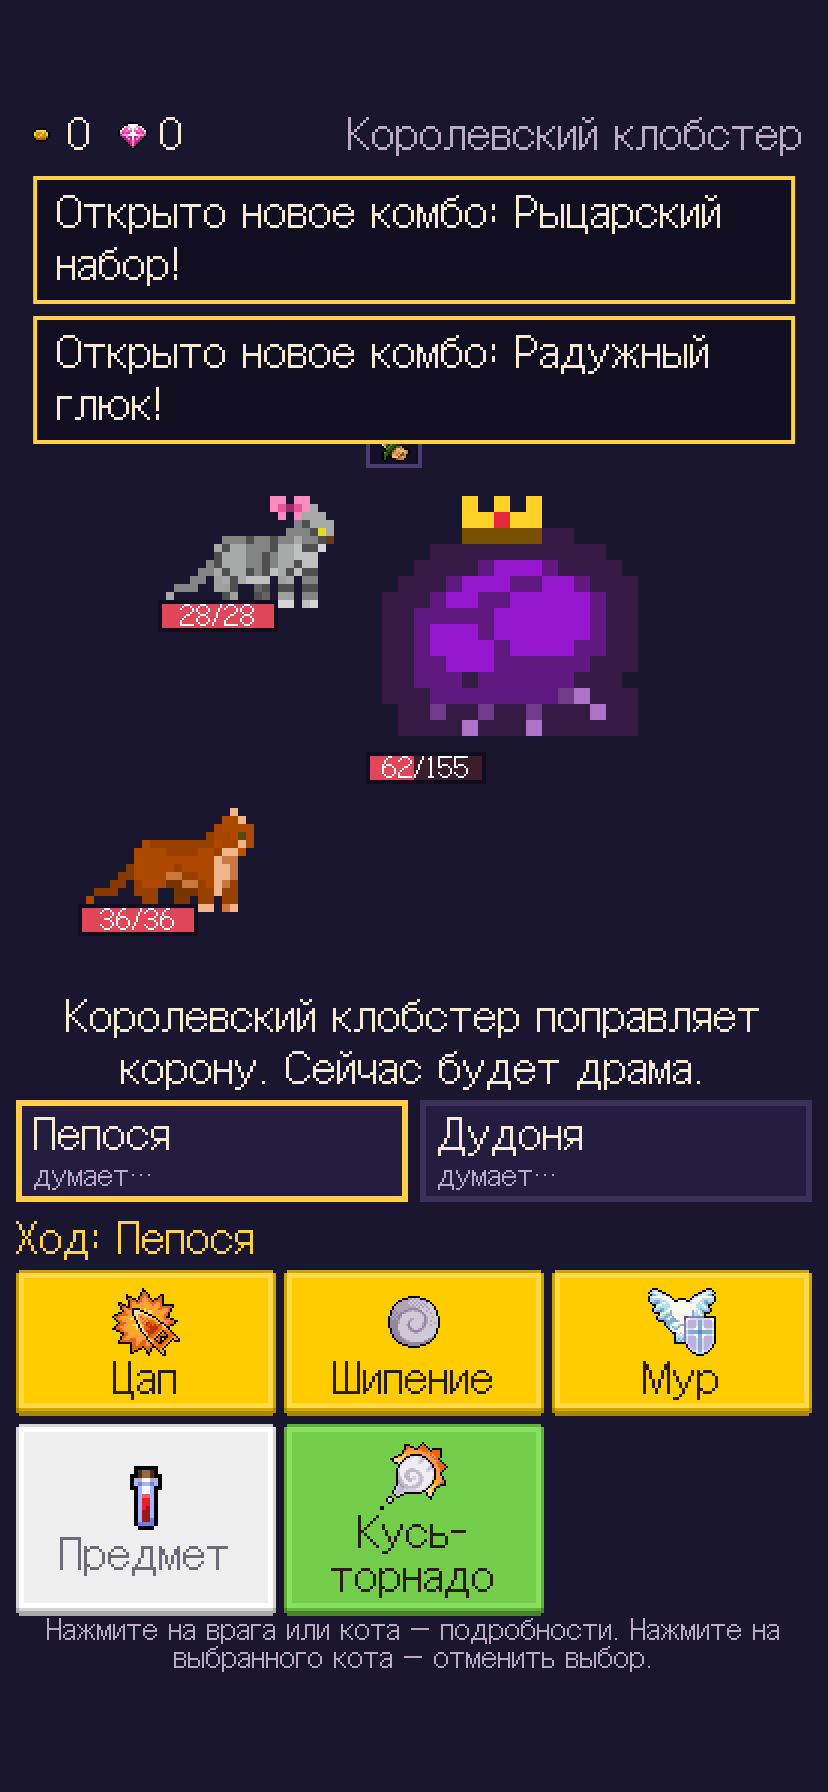 0 0 Королевский клобстер
Открыто новое комбо: Рыцарский
набор!
Открыто новое комбо: Радужный
глюк!
28/28
62/155
36/36
Королевский клобстер поправляет
корону. Сейчас будет драма.
Пепося
думает...
Дудоня
думает...
Ход: Пепося
Цап
Шипение
Мур
Предмет
Кусь-
торнадо
Нажмите на врага или кота — подробности. Нажмите на
выбранного кота — отменить выбор.